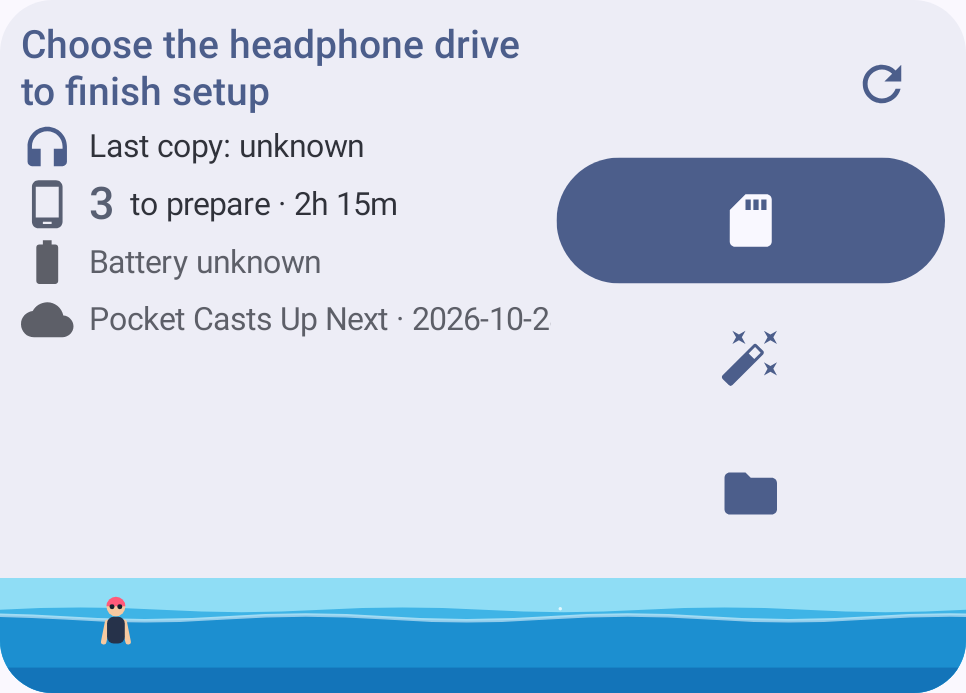 Choose the headphone drive
to finish setup
Last copy: unknown
3 to prepare · 2h 15m
Battery unknown
Pocket Casts Up Next · 2026-10-2